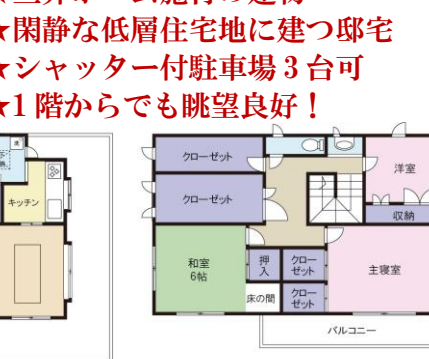 ★閑静な低層住宅地に建つ邸宅
★シャッター付駐車場3台可
★1階からでも眺望良好！
クローゼット
洋室
キッチン
クローゼット
収納
和室
6帖
押入
クロー
ゼット
主寝室
床の間
クロー
ゼット
バルコニー